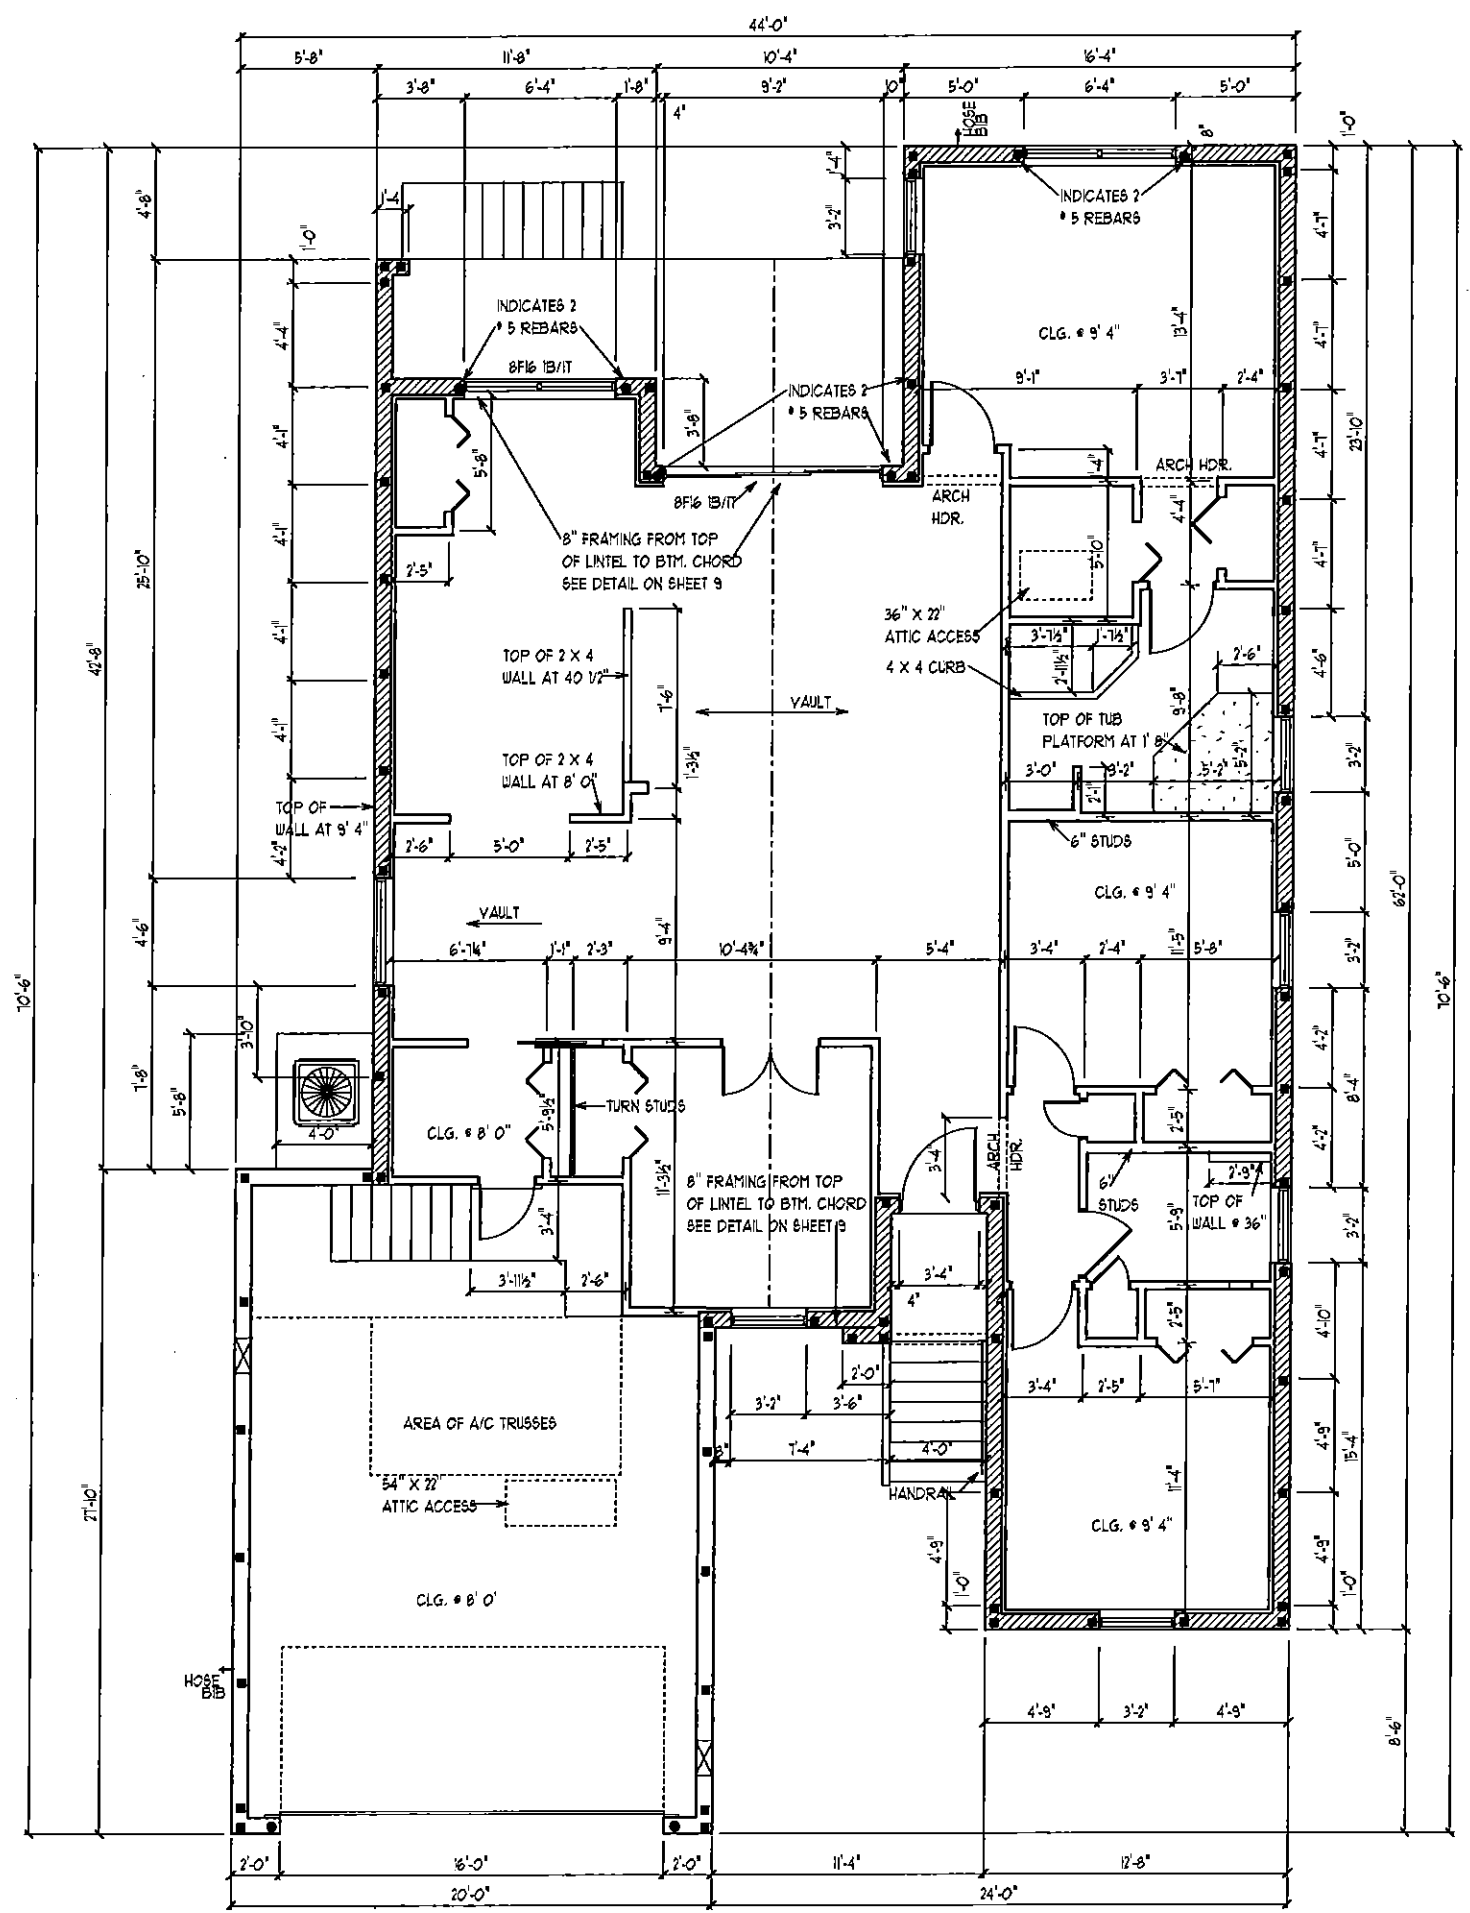 44'-0"
5'-8" 11'-8" 10'-4" 16'-4"
3'-8" 6'-4" 1'-8" 9'-2" 10" 5'-0" 6'-4" 5'-0"
4"
HOSE
BIB
8"
1'-0"
1'-4"
3'-2"
4'-8"
1'-4
1'-0"
INDICATES 2
# 5 REBARS
4'-7"
INDICATES 2
# 5 REBARS
8F16 1B/1T
CLG. @ 9' 4"
13'-4"
4'-7"
4'-4"
INDICATES 2
# 5 REBARS
9'-1" 3'-7" 2'-4"
3'-8"
5'-8"
4'-1"
23'-10"
4'-7"
1'-4"
ARCH HDR.
8F16 1B/1T
ARCH
HDR.
4'-4"
8" FRAMING FROM TOP
OF LINTEL TO BTM. CHORD
SEE DETAIL ON SHEET 9
5'-10"
4'-7"
2'-5"
4'-1"
25'-10"
36" X 22"
ATTIC ACCESS
4 X 4 CURB
3'-7½" 1'-7½"
2'-11½"
2'-6"
4'-6"
42'-8"
4'-1"
TOP OF 2 X 4
WALL AT 40 1/2"
7'-6"
VAULT
9'-8"
TOP OF TUB
PLATFORM AT 1' 8"
5'-2"
4'-1"
TOP OF 2 X 4
WALL AT 8' 0"
1'-3½"
3'-0" 3'-2" 5'-2"
2'-1"
3'-2"
TOP OF
WALL AT 9' 4"
4'-2"
2'-6" 5'-0" 2'-5"
6" STUDS
5'-0"
CLG. @ 9' 4"
62'-0"
VAULT
9'-4"
4'-6"
6'-7¼" 1'-1" 2'-3" 10'-4¾" 5'-4" 3'-4" 2'-4" 5'-8"
11'-5"
3'-2"
70'-6"
70'-6"
3'-10"
7'-8"
5'-8"
4'-0"
CLG. @ 8' 0"
5'-9½"
TURN STUDS
4'-2"
8'-4"
2'-5"
4'-2"
3'-4"
ARCH
HDR.
11'-3½"
8" FRAMING FROM TOP
OF LINTEL TO BTM. CHORD
SEE DETAIL ON SHEET 9
6"
STUDS
2'-9"
TOP OF
WALL @ 36"
5'-9"
3'-2"
3'-4"
3'-11½" 2'-6"
3'-4"
4"
2'-5"
4'-10"
2'-0"
3'-2" 3'-6"
3'-4" 2'-5" 5'-7"
AREA OF A/C TRUSSES
8" 7'-4" 4'-0"
4'-9"
15'-4"
54" X 22"
ATTIC ACCESS
HANDRAIL
11'-4"
27'-10"
CLG. @ 9' 4"
4'-9"
4'-9"
1'-0"
1'-0"
CLG. @ 8' 0'
HOSE
BIB
4'-9" 3'-2" 4'-9"
8'-6"
2'-0" 16'-0" 2'-0" 11'-4" 12'-8"
20'-0" 24'-0"